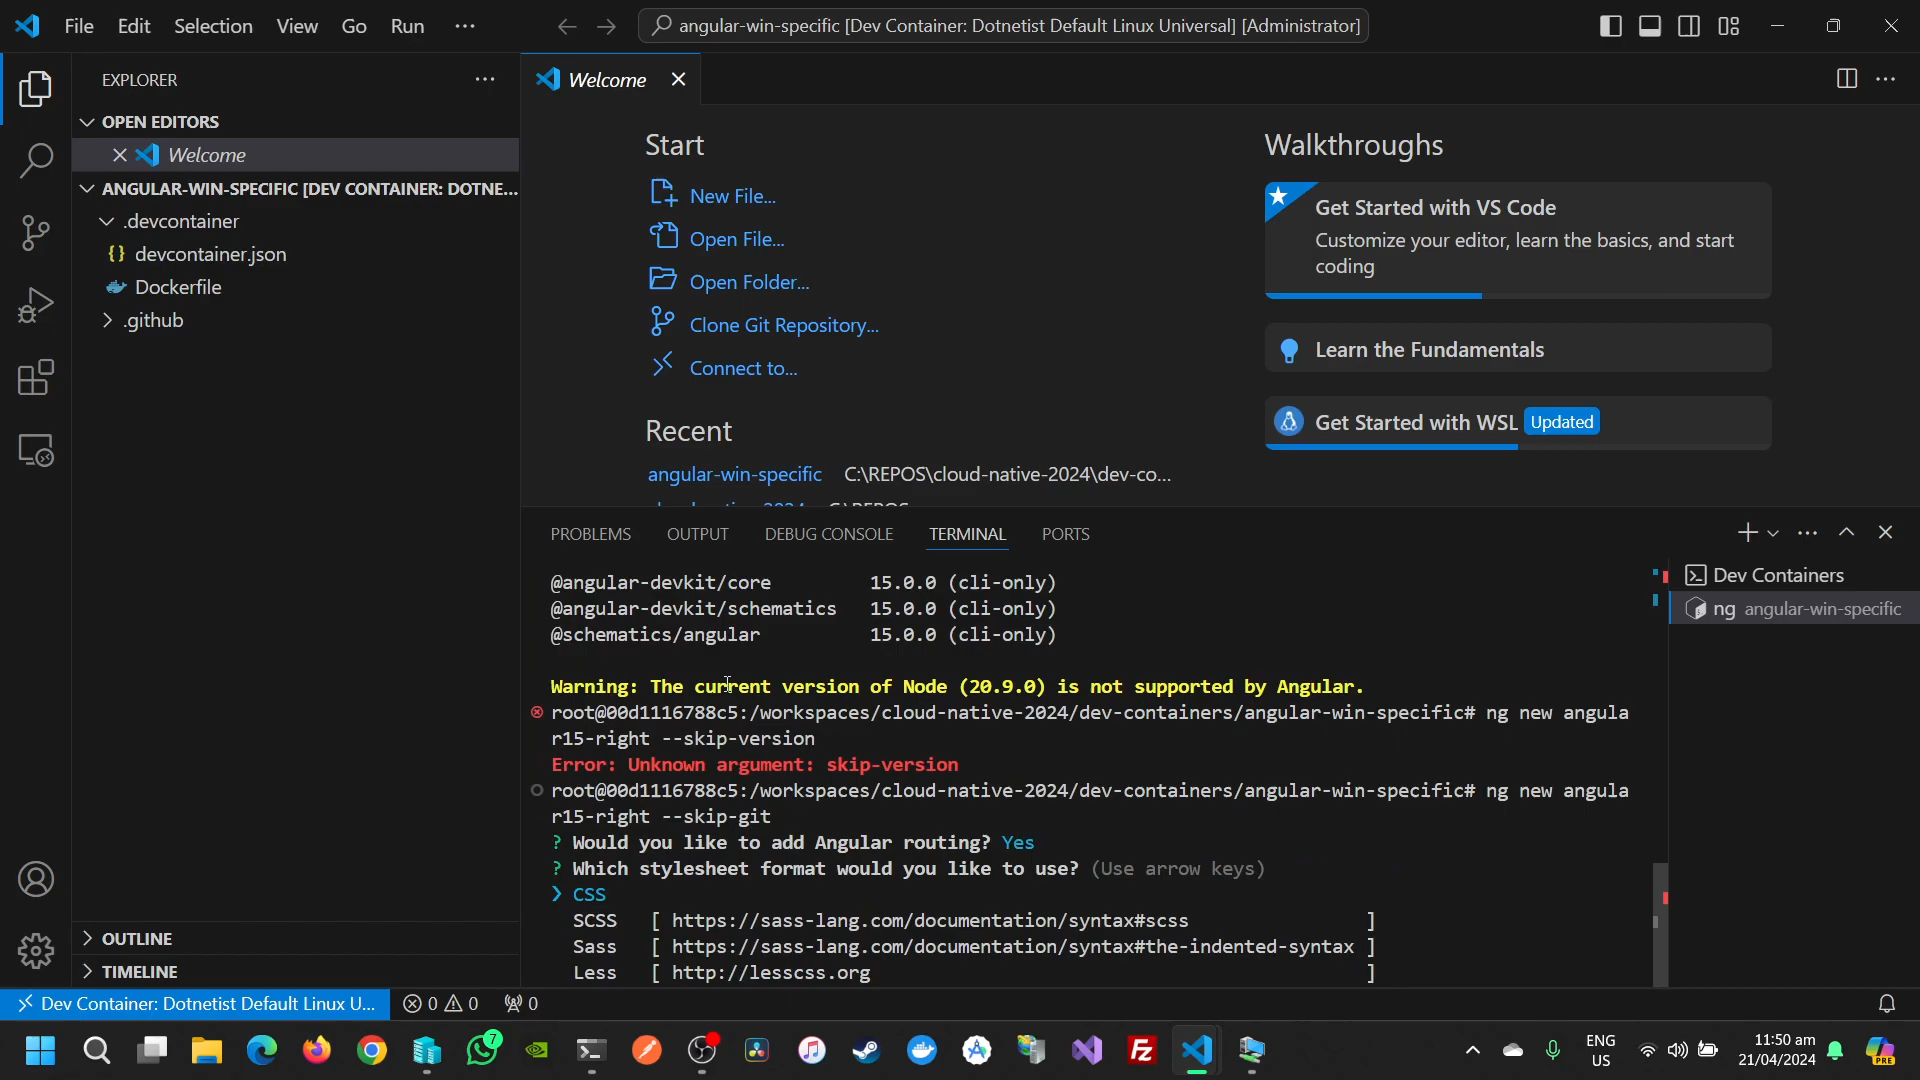 File Edit Selection View Go Run ···
angular-win-specific [Dev Container: Dotnetist Default Linux Universal] [Administrator]
EXPLORER
OPEN EDITORS
Welcome
ANGULAR-WIN-SPECIFIC [DEV CONTAINER: DOTNE...
.devcontainer
{} devcontainer.json
Dockerfile
.github
OUTLINE
TIMELINE
Welcome
Start
New File...
Open File...
Open Folder...
Clone Git Repository...
Connect to...
Recent
angular-win-specific C:\REPOS\cloud-native-2024\dev-co...
Walkthroughs
Get Started with VS Code
Customize your editor, learn the basics, and start
coding
Learn the Fundamentals
Get Started with WSL Updated
PROBLEMS OUTPUT DEBUG CONSOLE TERMINAL PORTS
@angular-devkit/core 15.0.0 (cli-only)
@angular-devkit/schematics 15.0.0 (cli-only)
@schematics/angular 15.0.0 (cli-only)
Warning: The current version of Node (20.9.0) is not supported by Angular.
root@00d1116788c5:/workspaces/cloud-native-2024/dev-containers/angular-win-specific# ng new angula
r15-right --skip-version
Error: Unknown argument: skip-version
root@00d1116788c5:/workspaces/cloud-native-2024/dev-containers/angular-win-specific# ng new angula
r15-right --skip-git
? Would you like to add Angular routing? Yes
? Which stylesheet format would you like to use? (Use arrow keys)
❯ CSS
SCSS [ https://sass-lang.com/documentation/syntax#scss ]
Sass [ https://sass-lang.com/documentation/syntax#the-indented-syntax ]
Less [ http://lesscss.org ]
Dev Containers
ng angular-win-specific
Dev Container: Dotnetist Default Linux U... 0 0 0
7
ENG
US
11:50 am
21/04/2024
PRE